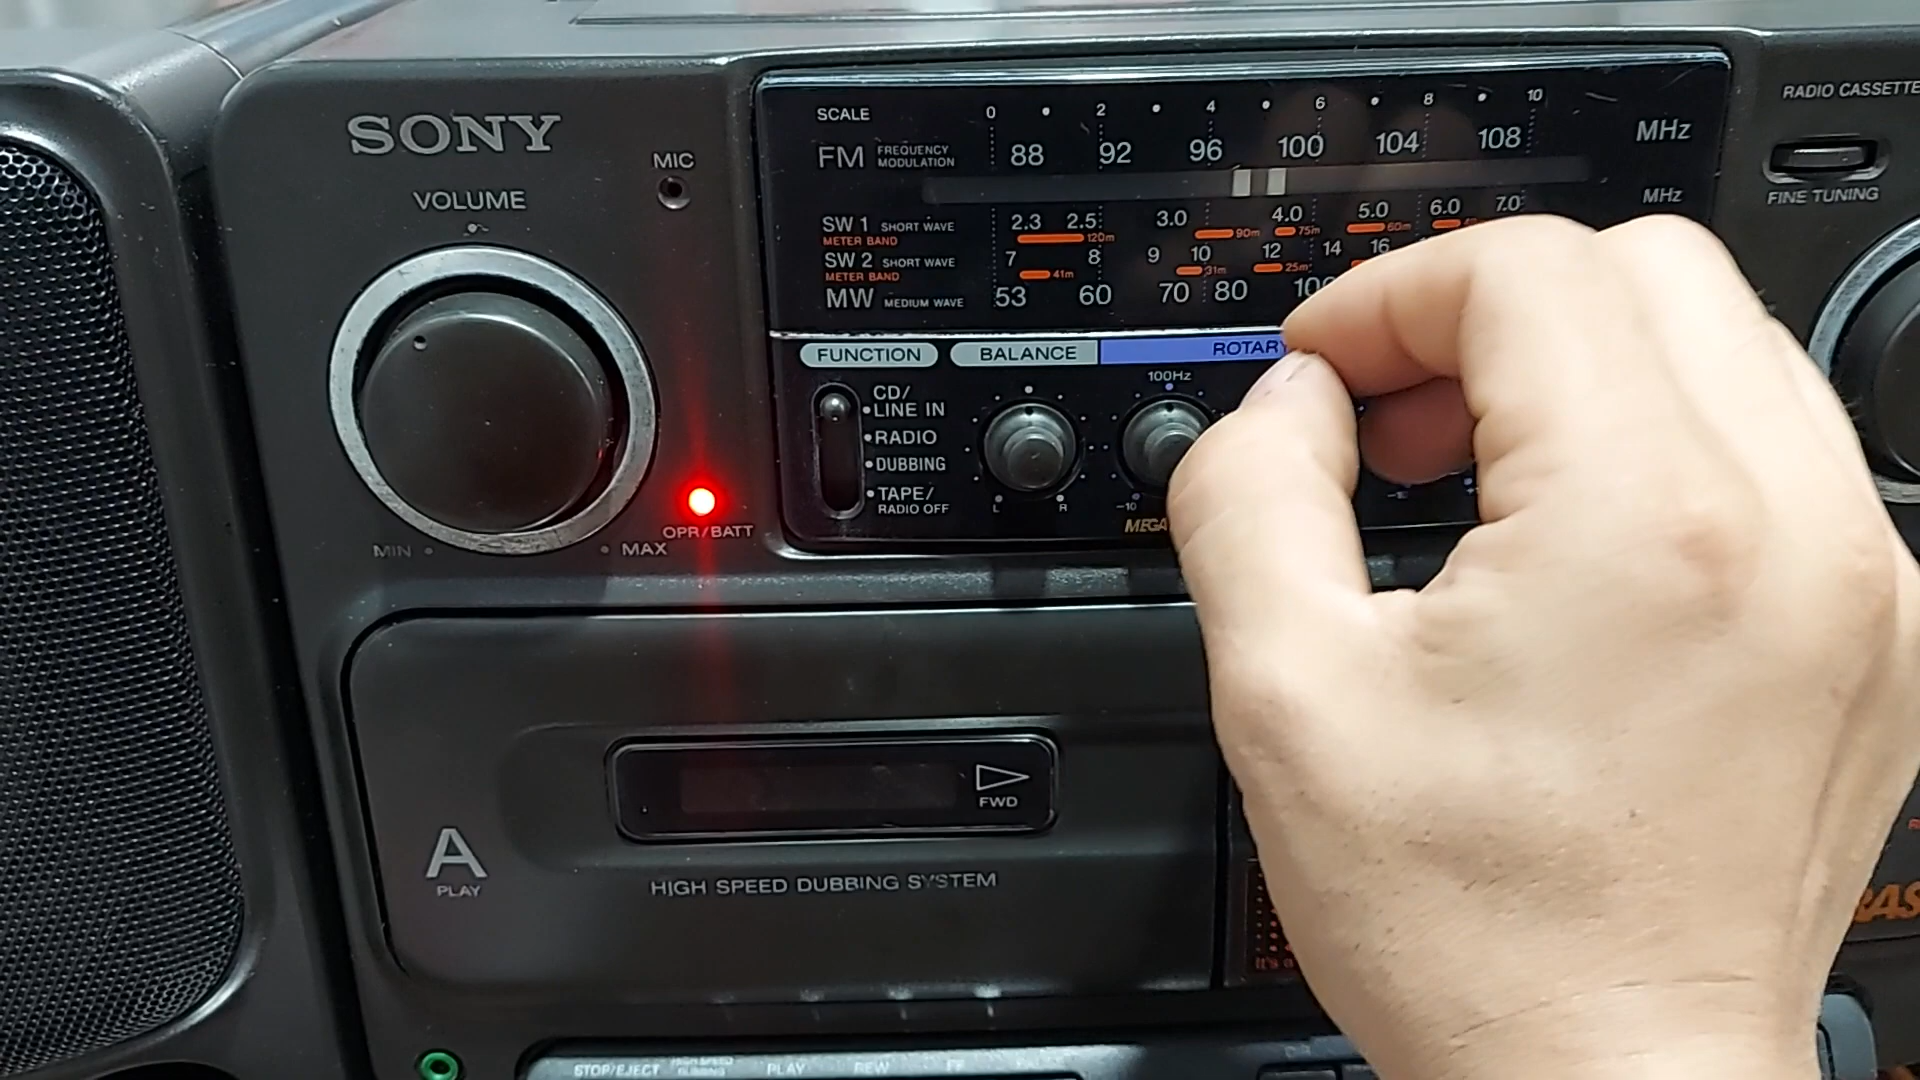 SONY
VOLUME
MIN
MAX
MIC
OPR/BATT
SCALE 0 2 4 6 8 10
FM FREQUENCY MODULATION 88 92 96 100 104 108 MHz
MHz
SW 1 SHORT WAVE 2.3 2.5 3.0 4.0 5.0 6.0 7.0
METER BAND 120m 90m 75m 60m
SW 2 SHORT WAVE 7 8 9 10 12 14 16
METER BAND 41m 31m 25m
MW MEDIUM WAVE 53 60 70 80
RADIO CASSETTE
FINE TUNING
FUNCTION
BALANCE
ROTARY
CD/
LINE IN
RADIO
DUBBING
TAPE/
RADIO OFF
L R
100Hz
-10
MEGA
FWD
A
PLAY
HIGH SPEED DUBBING SYSTEM
It's a
STOP/EJECT
PLAY
REW
FF